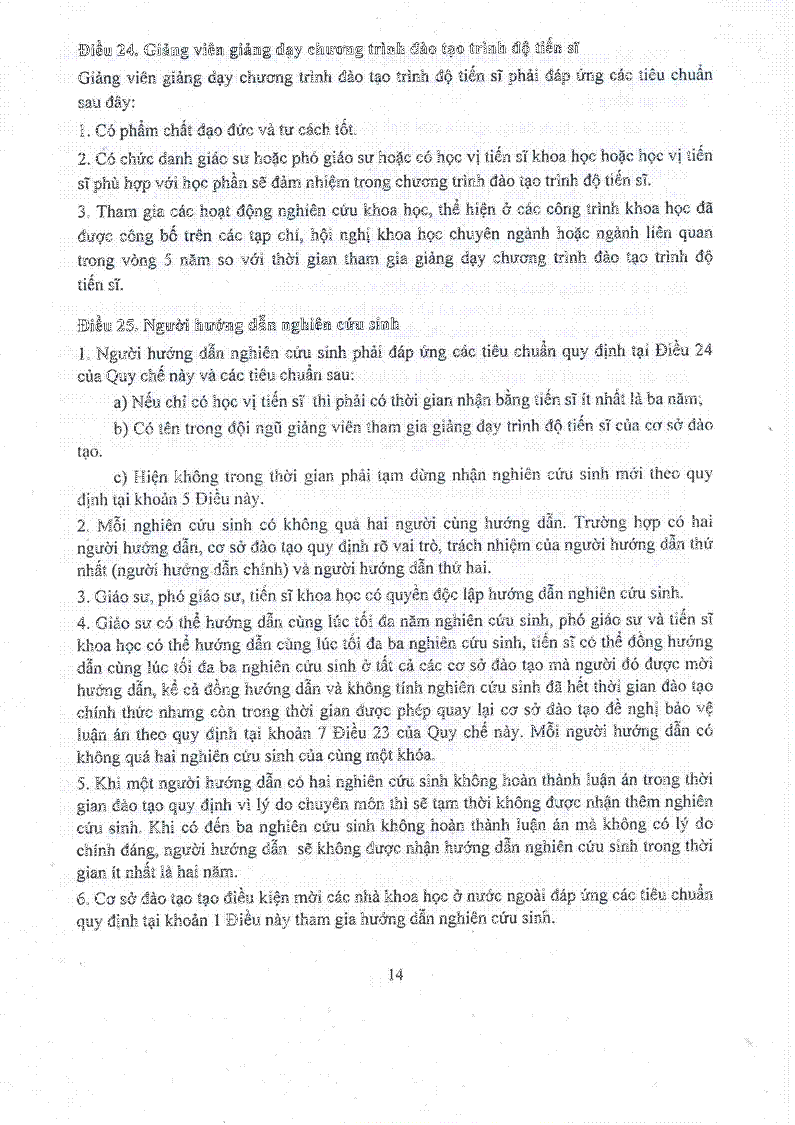 Điều 24. Giảng viên giảng dạy chương trình đào tạo trình độ tiến sĩ
Giảng viên giảng dạy chương trình đào tạo trình độ tiến sĩ phải đáp ứng các tiêu chuẩn
sau đây:
1. Có phẩm chất đạo đức và tư cách tốt.
2. Có chức danh giáo sư hoặc phó giáo sư hoặc có học vị tiến sĩ khoa học hoặc học vị tiến
sĩ phù hợp với học phần sẽ đảm nhiệm trong chương trình đào tạo trình độ tiến sĩ.
3. Tham gia các hoạt động nghiên cứu khoa học, thể hiện ở các công trình khoa học đã
được công bố trên các tạp chí, hội nghị khoa học chuyên ngành hoặc ngành liên quan
trong vòng 5 năm so với thời gian tham gia giảng dạy chương trình đào tạo trình độ
tiến sĩ.
Điều 25. Người hướng dẫn nghiên cứu sinh
1. Người hướng dẫn nghiên cứu sinh phải đáp ứng các tiêu chuẩn quy định tại Điều 24
của Quy chế này và các tiêu chuẩn sau:
a) Nếu chỉ có học vị tiến sĩ thì phải có thời gian nhận bằng tiến sĩ ít nhất là ba năm;
b) Có tên trong đội ngũ giảng viên tham gia giảng dạy trình độ tiến sĩ của cơ sở đào
tạo.
c) Hiện không trong thời gian phải tạm dừng nhận nghiên cứu sinh mới theo quy
định tại khoản 5 Điều này.
2. Mỗi nghiên cứu sinh có không quá hai người cùng hướng dẫn. Trường hợp có hai
người hướng dẫn, cơ sở đào tạo quy định rõ vai trò, trách nhiệm của người hướng dẫn thứ
nhất (người hướng dẫn chính) và người hướng dẫn thứ hai.
3. Giáo sư, phó giáo sư, tiến sĩ khoa học có quyền độc lập hướng dẫn nghiên cứu sinh.
4. Giáo sư có thể hướng dẫn cùng lúc tối đa năm nghiên cứu sinh, phó giáo sư và tiến sĩ
khoa học có thể hướng dẫn cùng lúc tối đa ba nghiên cứu sinh, tiến sĩ có thể đồng hướng
dẫn cùng lúc tối đa ba nghiên cứu sinh ở tất cả các cơ sở đào tạo mà người đó được mời
hướng dẫn, kể cả đồng hướng dẫn và không tính nghiên cứu sinh đã hết thời gian đào tạo
chính thức nhưng còn trong thời gian được phép quay lại cơ sở đào tạo đề nghị bảo vệ
luận án theo quy định tại khoản 7 Điều 23 của Quy chế này. Mỗi người hướng dẫn có
không quá hai nghiên cứu sinh của cùng một khóa.
5. Khi một người hướng dẫn có hai nghiên cứu sinh không hoàn thành luận án trong thời
gian đào tạo quy định vì lý do chuyên môn thì sẽ tạm thời không được nhận thêm nghiên
cứu sinh. Khi có đến ba nghiên cứu sinh không hoàn thành luận án mà không có lý do
chính đáng, người hướng dẫn sẽ không được nhận hướng dẫn nghiên cứu sinh trong thời
gian ít nhất là hai năm.
6. Cơ sở đào tạo tạo điều kiện mời các nhà khoa học ở nước ngoài đáp ứng các tiêu chuẩn
quy định tại khoản 1 Điều này tham gia hướng dẫn nghiên cứu sinh.
14